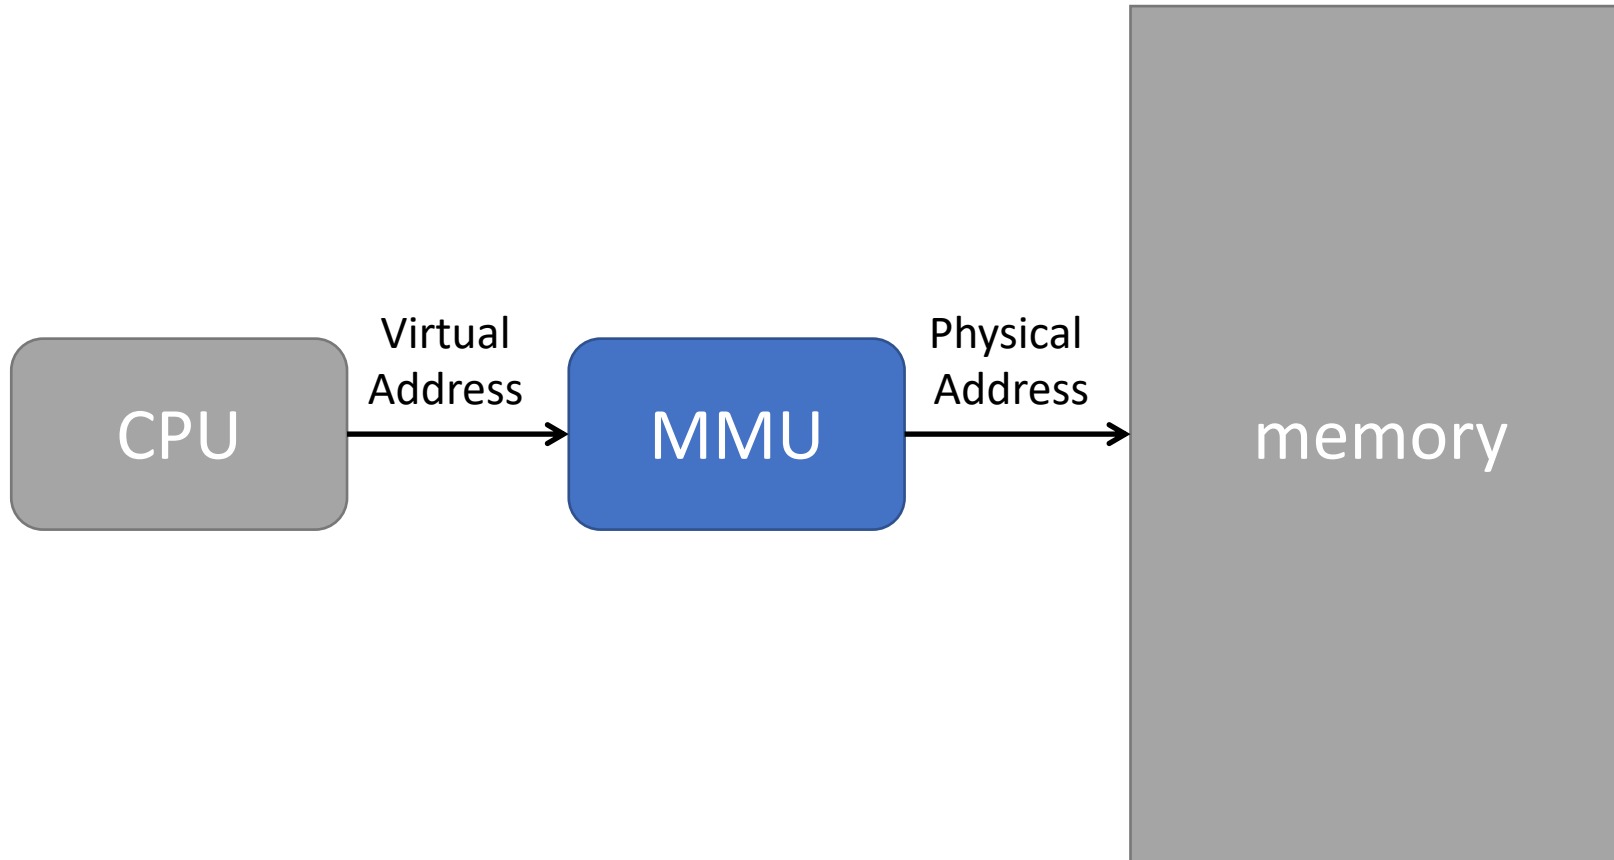 CPU
Virtual
Address
MMU
Physical
Address
memory